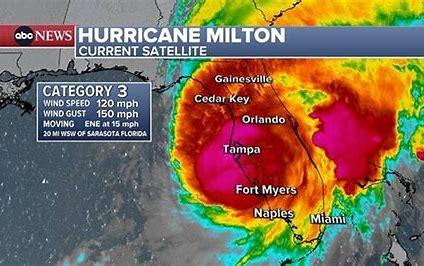 abc NEWS
HURRICANE MILTON
CURRENT SATELLITE
CATEGORY 3
WIND SPEED 120 mph
WIND GUST 150 mph
MOVING ENE at 15 mph
20 MI WSW OF SARASOTA FLORIDA
Gainesville
Cedar Key
Orlando
Tampa
Fort Myers
Naples
Miami